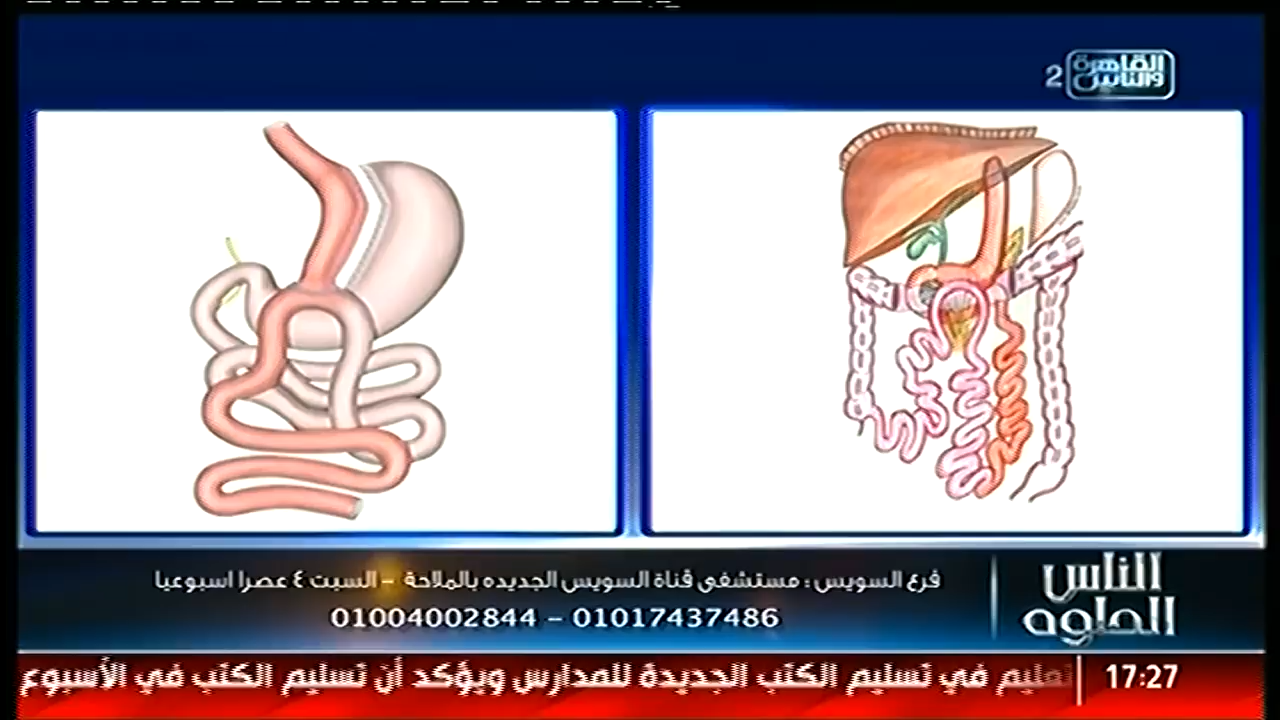 القاهرة
والناس 2
الناس
الحلوه
فرع السويس : مستشفى قناة السويس الجديده بالملاحة - السبت ٤ عصرا اسبوعيا
01004002844 - 01017437486
17:27
تعليم في تسليم الكتب الجديدة للمدارس ويؤكد أن تسليم الكتب في الأسبوع